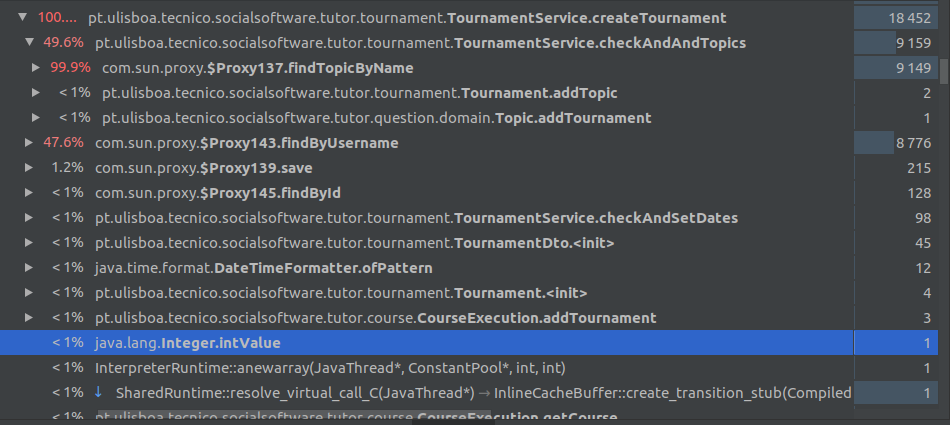 100.... pt.ulisboa.tecnico.socialsoftware.tutor.tournament.TournamentService.createTournament 18 452
49.6% pt.ulisboa.tecnico.socialsoftware.tutor.tournament.TournamentService.checkAndAndTopics 9 159
99.9% com.sun.proxy.$Proxy137.findTopicByName 9 149
< 1% pt.ulisboa.tecnico.socialsoftware.tutor.tournament.Tournament.addTopic 2
< 1% pt.ulisboa.tecnico.socialsoftware.tutor.question.domain.Topic.addTournament 1
47.6% com.sun.proxy.$Proxy143.findByUsername 8 776
1.2% com.sun.proxy.$Proxy139.save 215
< 1% com.sun.proxy.$Proxy145.findById 128
< 1% pt.ulisboa.tecnico.socialsoftware.tutor.tournament.TournamentService.checkAndSetDates 98
< 1% pt.ulisboa.tecnico.socialsoftware.tutor.tournament.TournamentDto.<init> 45
< 1% java.time.format.DateTimeFormatter.ofPattern 12
< 1% pt.ulisboa.tecnico.socialsoftware.tutor.tournament.Tournament.<init> 4
< 1% pt.ulisboa.tecnico.socialsoftware.tutor.course.CourseExecution.addTournament 3
< 1% java.lang.Integer.intValue 1
< 1% InterpreterRuntime::anewarray(JavaThread*, ConstantPool*, int, int) 1
< 1% ↓ SharedRuntime::resolve_virtual_call_C(JavaThread*) → InlineCacheBuffer::create_transition_stub(Compiled 1
< 1% pt.ulisboa.tecnico.socialsoftware.tutor.course.CourseExecution.getCourse